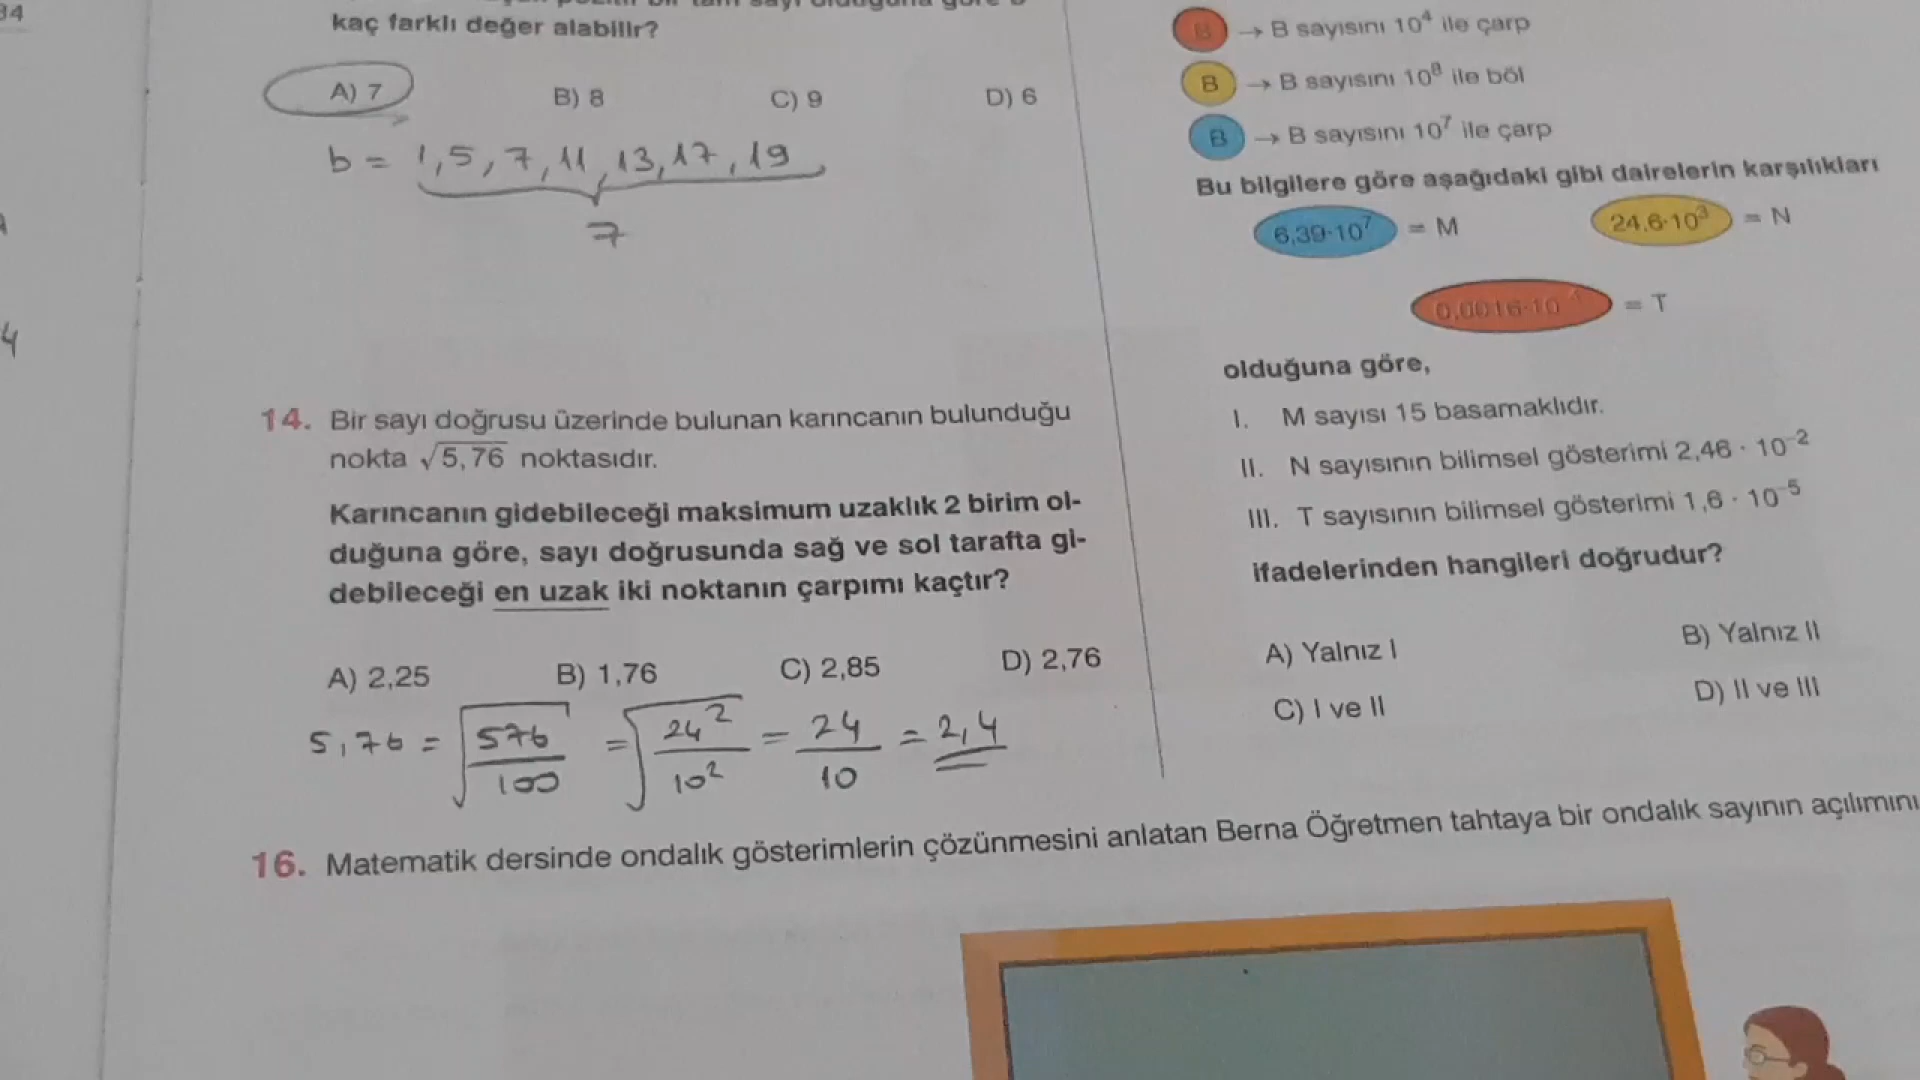 34
kaç farklı değer alabilir?
A) 7 B) 8 C) 9 D) 6
b = 1, 5, 7, 11, 13, 17, 19
7
4
14. Bir sayı doğrusu üzerinde bulunan karıncanın bulunduğu
nokta √5,76 noktasıdır.
Karıncanın gidebileceği maksimum uzaklık 2 birim ol-
duğuna göre, sayı doğrusunda sağ ve sol tarafta gi-
debileceği en uzak iki noktanın çarpımı kaçtır?
A) 2,25 B) 1,76 C) 2,85 D) 2,76
5,76 = √(576/100) = √(24²/10²) = 24/10 = 2,4
B → B sayısını 10⁴ ile çarp
B → B sayısını 10⁸ ile böl
B → B sayısını 10⁷ ile çarp
Bu bilgilere göre aşağıdaki gibi dairelerin karşılıkları
6,39·10⁷ = M 24,6·10³ = N
0,0016·10 = T
olduğuna göre,
I. M sayısı 15 basamaklıdır.
II. N sayısının bilimsel gösterimi 2,46 · 10⁻²
III. T sayısının bilimsel gösterimi 1,6 · 10⁻⁵
ifadelerinden hangileri doğrudur?
A) Yalnız I B) Yalnız II
C) I ve II D) II ve III
16. Matematik dersinde ondalık gösterimlerin çözünmesini anlatan Berna Öğretmen tahtaya bir ondalık sayının açılımını